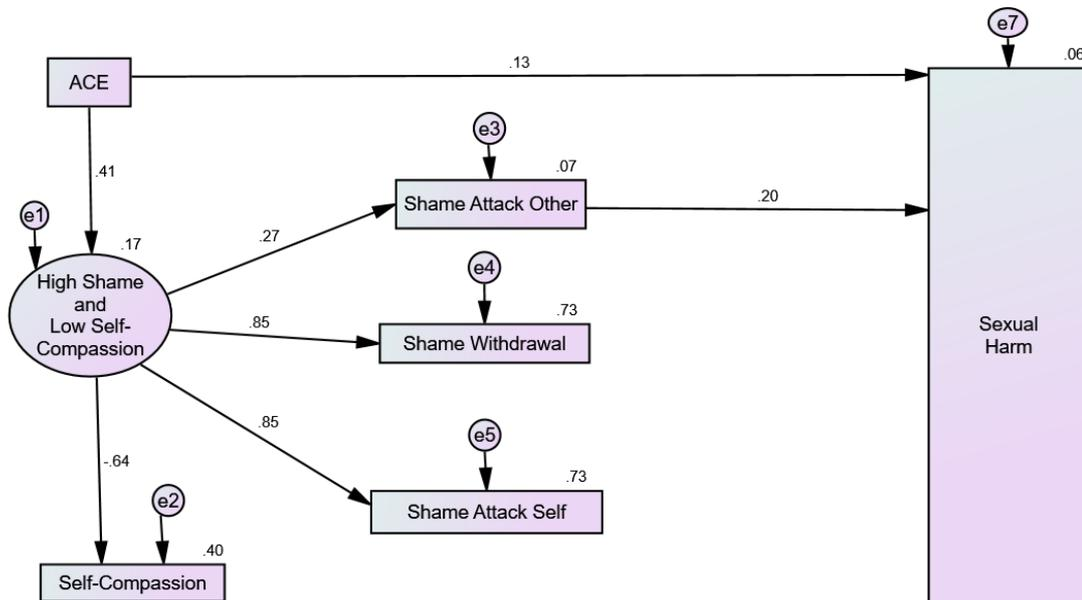 e7
.06
ACE
.13
e3
.41
.07
Shame Attack Other
.20
e1
.17
.27
e4
High Shame
and
Low Self-
Compassion
.85
.73
Shame Withdrawal
Sexual
Harm
.85
e5
-.64
.73
e2
Shame Attack Self
.40
Self-Compassion